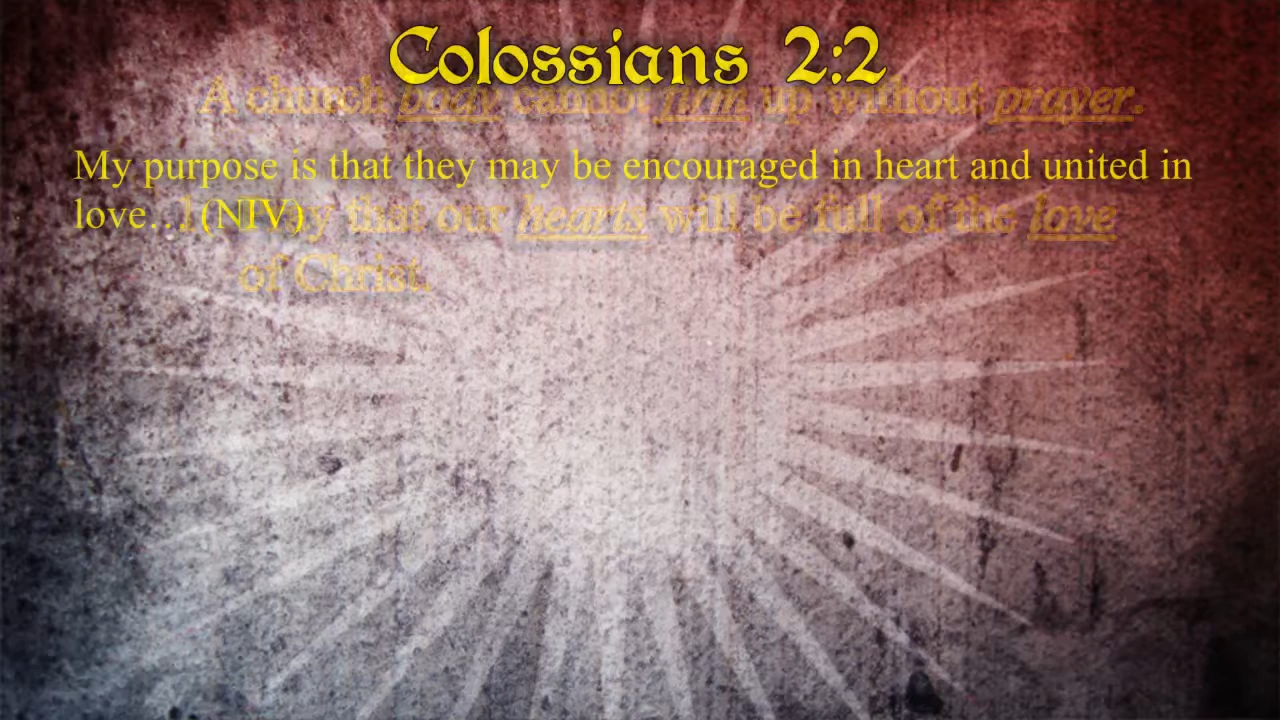 Colossians 2:2
A church body cannot firm up without prayer.
My purpose is that they may be encouraged in heart and united in
love…(NIV)
that our hearts will be full of the love
of Christ.